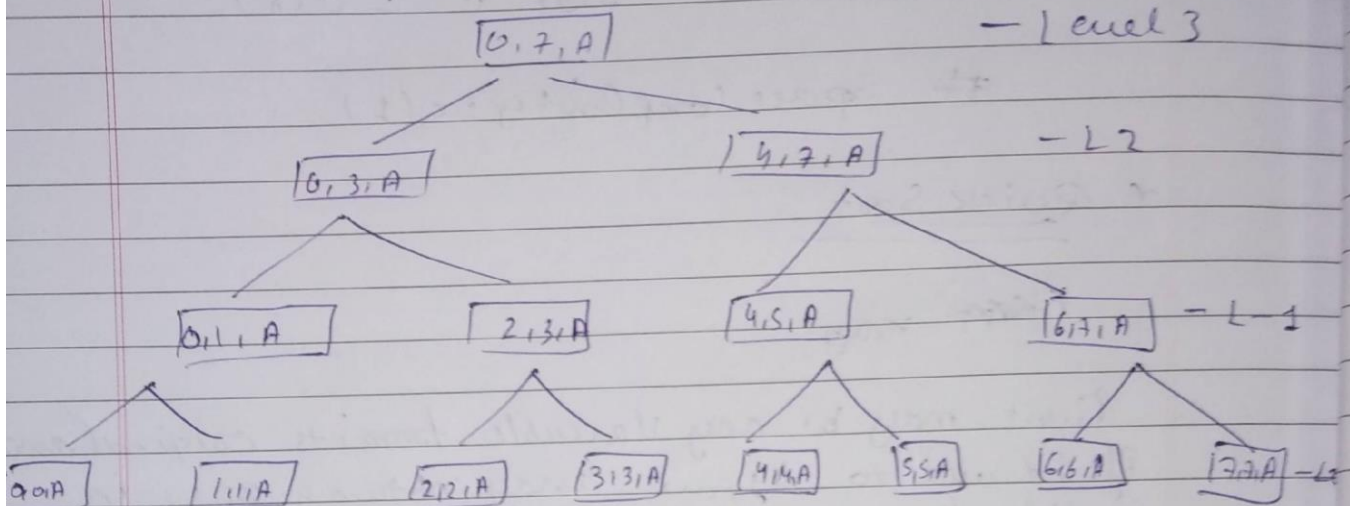 0, 7, A - Level 3
0, 3, A 4, 7, A - L 2
0, 1, A 2, 3, A 4, 5, A 6, 7, A - L-1
0,0,A 1,1,A 2,2,A 3,3,A 4,4,A 5,5,A 6,6,A 7,7,A